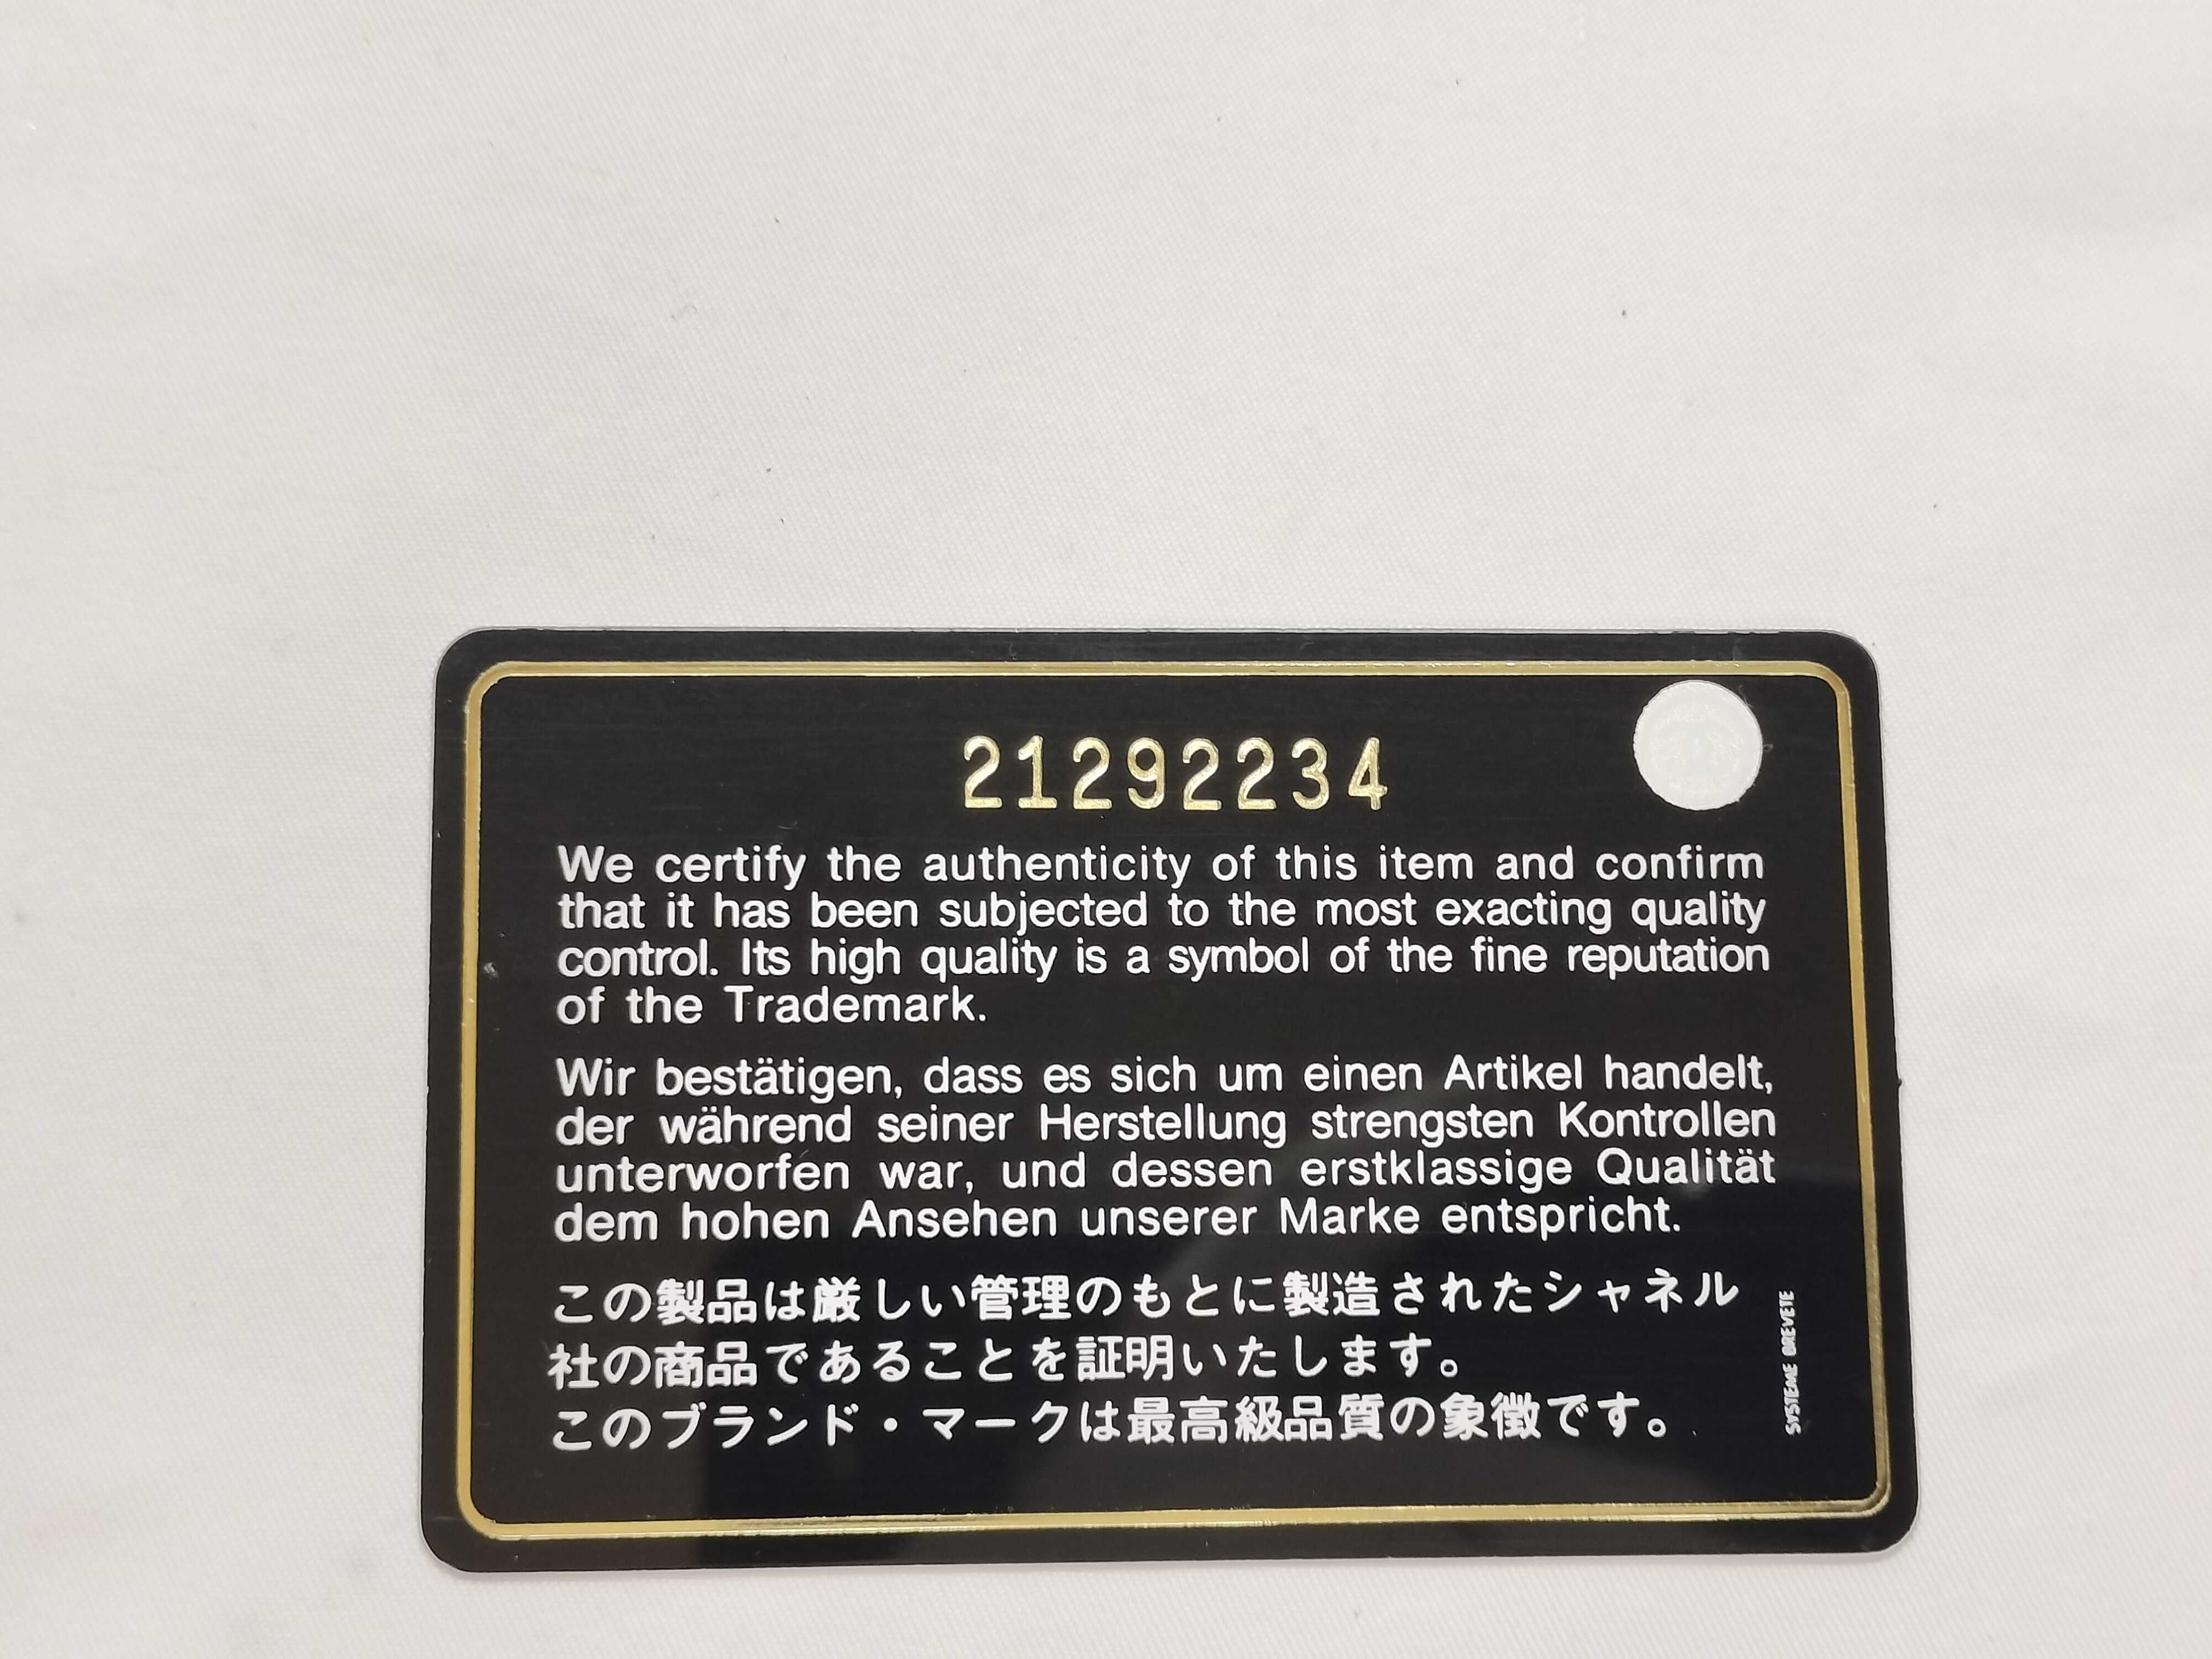 21292234
We certify the authenticity of this item and confirm
that it has been subjected to the most exacting quality
control. Its high quality is a symbol of the fine reputation
of the Trademark.
Wir bestätigen, dass es sich um einen Artikel handelt,
der während seiner Herstellung strengsten Kontrollen
unterworfen war, und dessen erstklassige Qualität
dem hohen Ansehen unserer Marke entspricht.
この製品は厳しい管理のもとに製造されたシャネル
社の商品であることを証明いたします。
このブランド・マークは最高級品質の象徴です。
SYSTEME BREVETE